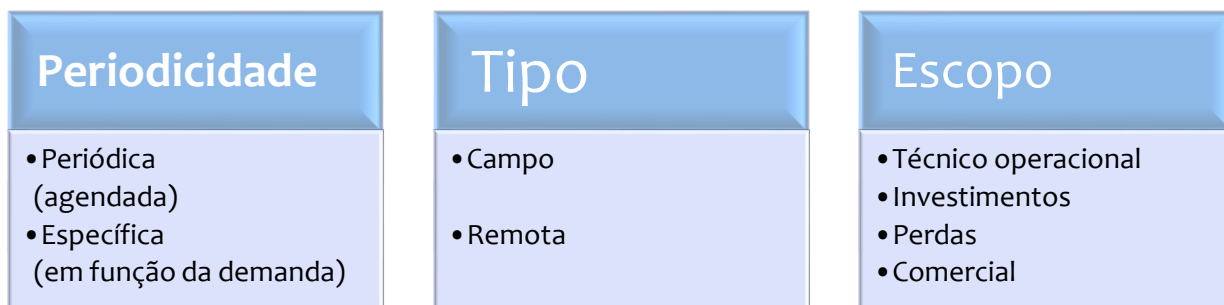 Periodicidade
•Periódica
(agendada)
•Específica
(em função da demanda)
Tipo
•Campo
•Remota
Escopo
•Técnico operacional
•Investimentos
•Perdas
•Comercial